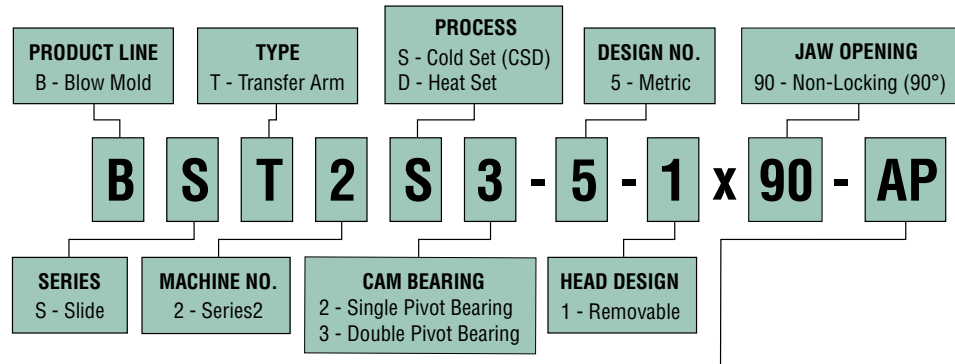 PROCESS
S - Cold Set (CSD)
D - Heat Set
PRODUCT LINE
B - Blow Mold
TYPE
T - Transfer Arm
DESIGN NO.
5 - Metric
JAW OPENING
90 - Non-Locking (90°)
B S T 2 S 3 - 5 - 1 x 90 - AP
SERIES
S - Slide
MACHINE NO.
2 - Series2
CAM BEARING
2 - Single Pivot Bearing
3 - Double Pivot Bearing
HEAD DESIGN
1 - Removable